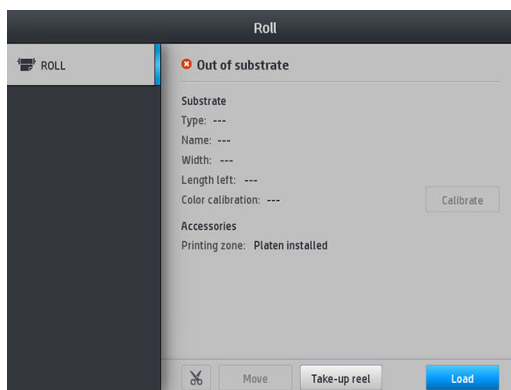 Roll
ROLL
Out of substrate
Substrate
Type: ---
Name: ---
Width: ---
Length left: ---
Color calibration: ---
Calibrate
Accessories
Printing zone: Platen installed
Move
Take-up reel
Load